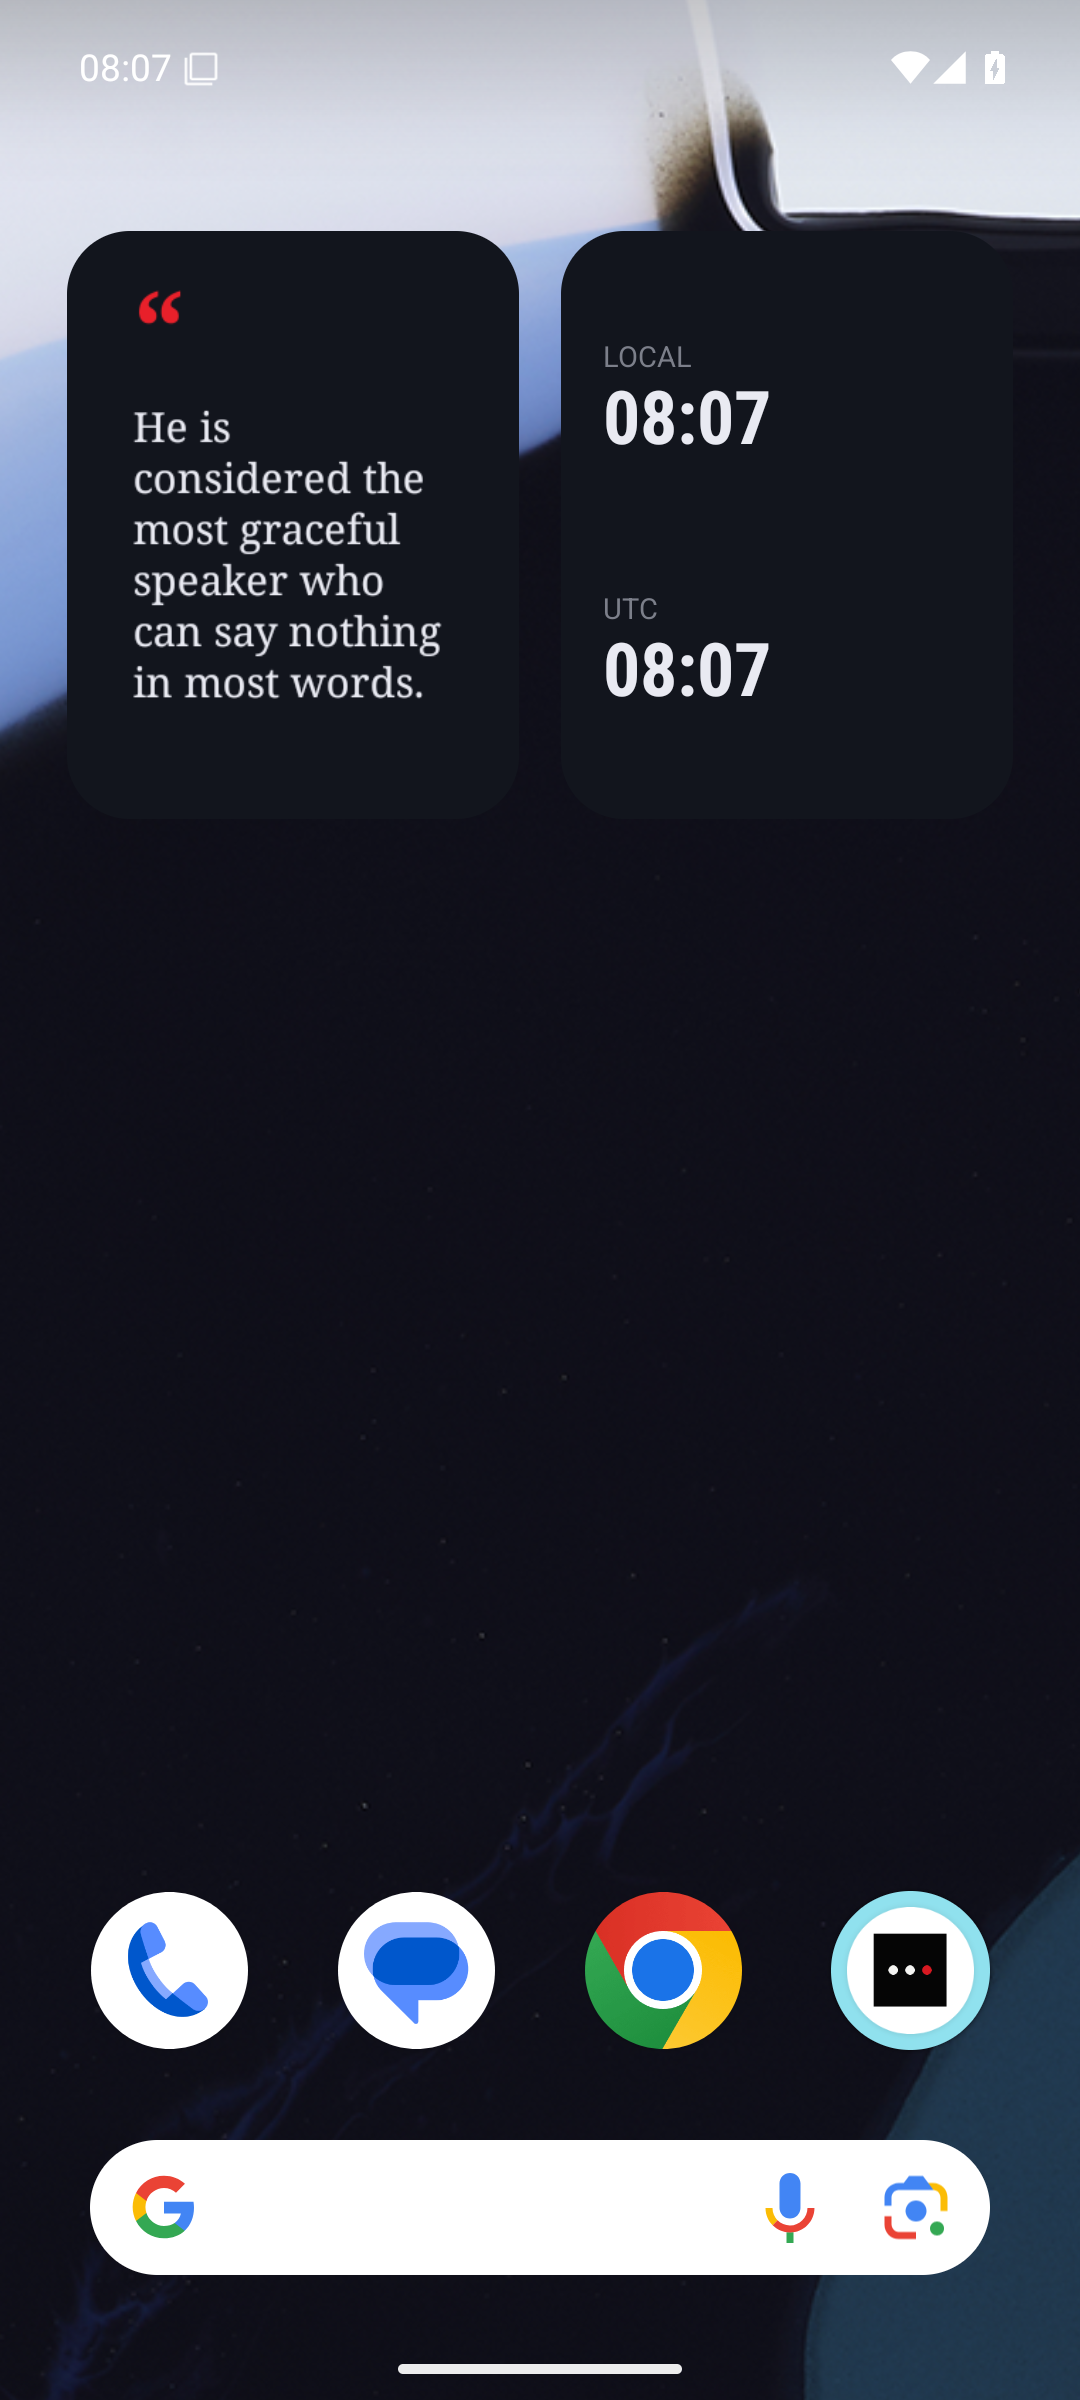 08:07
“
He is
considered the
most graceful
speaker who
can say nothing
in most words.
LOCAL
08:07
UTC
08:07